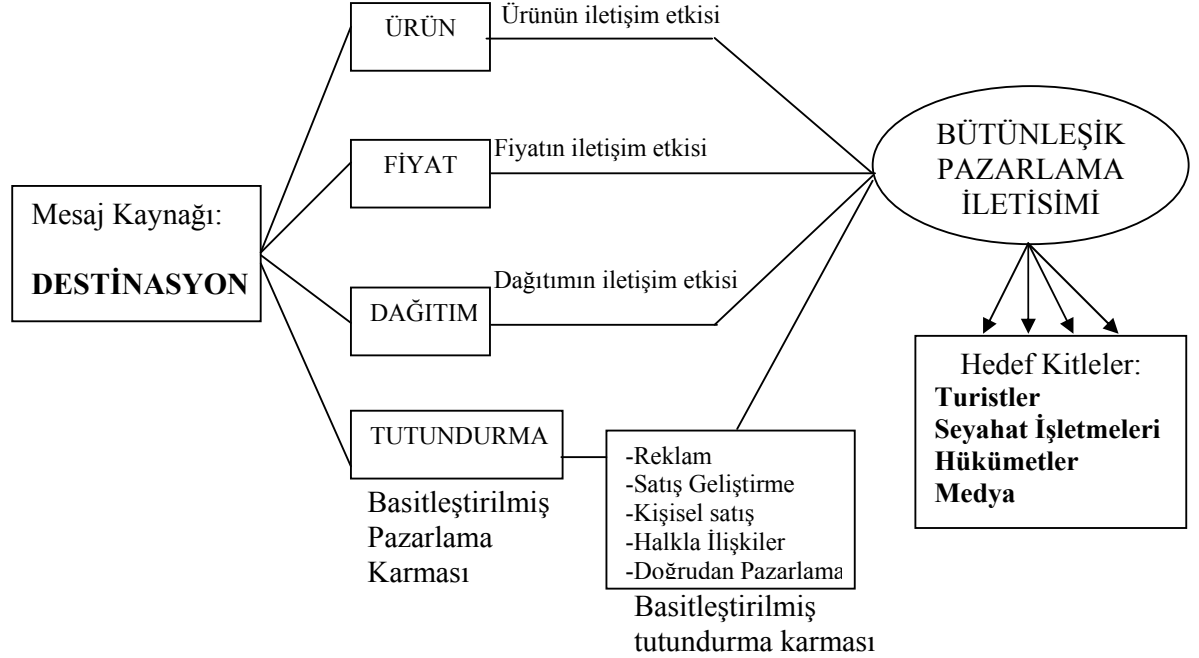 ÜRÜN
Ürünün iletişim etkisi
FİYAT
Fiyatın iletişim etkisi
Mesaj Kaynağı:
DESTİNASYON
DAĞITIM
Dağıtımın iletişim etkisi
TUTUNDURMA
Basitleştirilmiş
Pazarlama
Karması
-Reklam
-Satış Geliştirme
-Kişisel satış
-Halkla İlişkiler
-Doğrudan Pazarlama
Basitleştirilmiş
tutundurma karması
BÜTÜNLEŞİK
PAZARLAMA
İLETİSİMİ
Hedef Kitleler:
Turistler
Seyahat İşletmeleri
Hükümetler
Medya